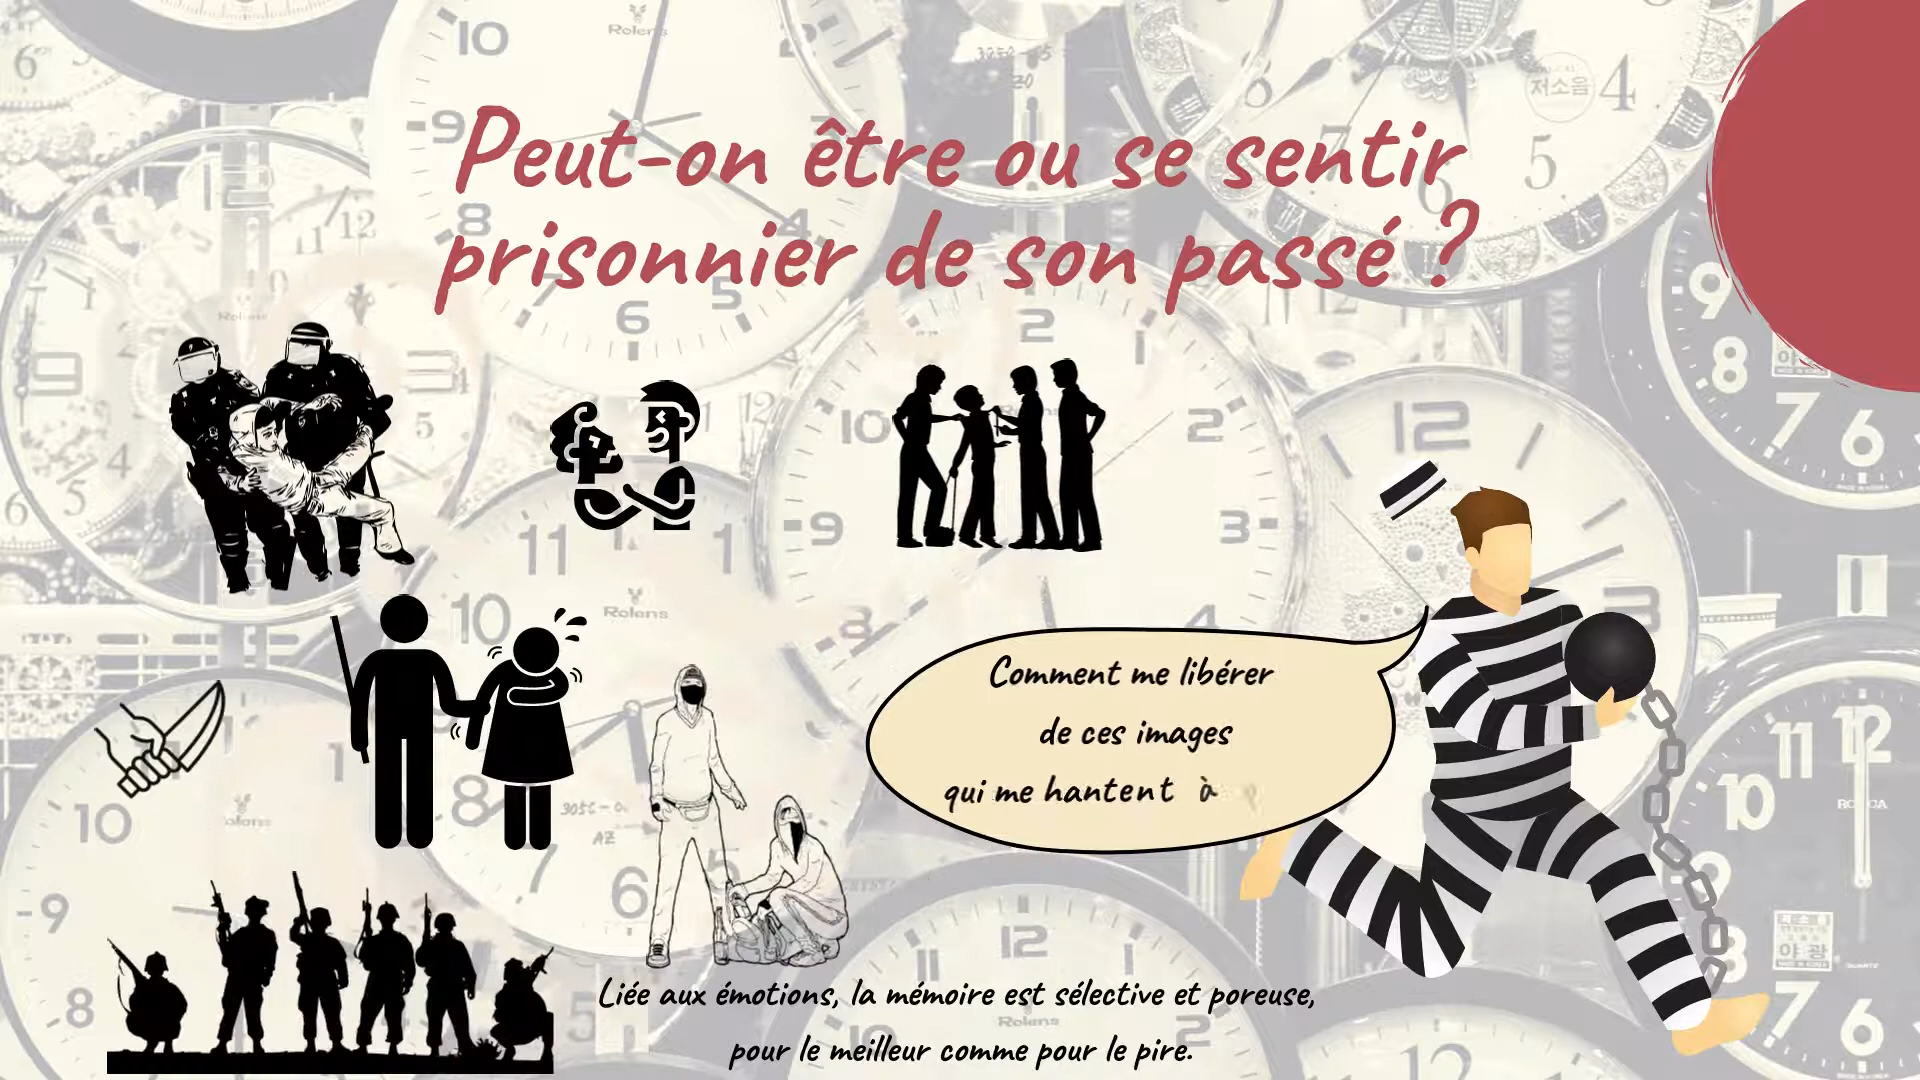 Peut-on être ou se sentir
prisonnier de son passé ?
Comment me libérer
de ces images
qui me hantent à
Liée aux émotions, la mémoire est sélective et poreuse,
pour le meilleur comme pour le pire.